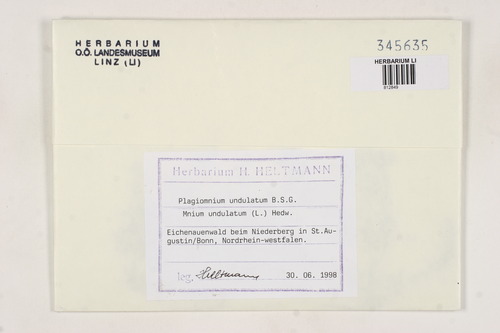 HERBARIUM
O.Ö. LANDESMUSEUM
LINZ (LI)
345635
HERBARIUM LI
912849
Herbarium H. HELTMANN
Plagiomnium undulatum B.S.G.
Mnium undulatum (L.) Hedw.
Eichenauenwald beim Niederberg in St.Au-
gustin/Bonn, Nordrhein-westfalen.
leg. Heltmann 30. 06. 1998